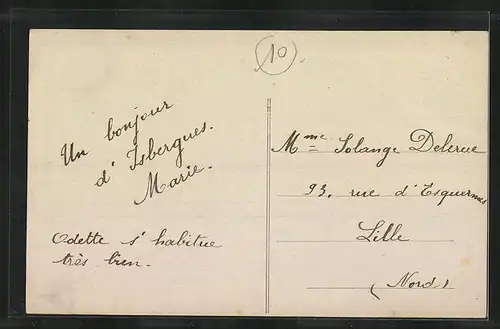 10
Un bonjour
d'Isbergues.
Marie.
Odette s'habitue
très bien.
Mme Solange Delerue
93, rue d'Esquermes
Lille
(Nord)